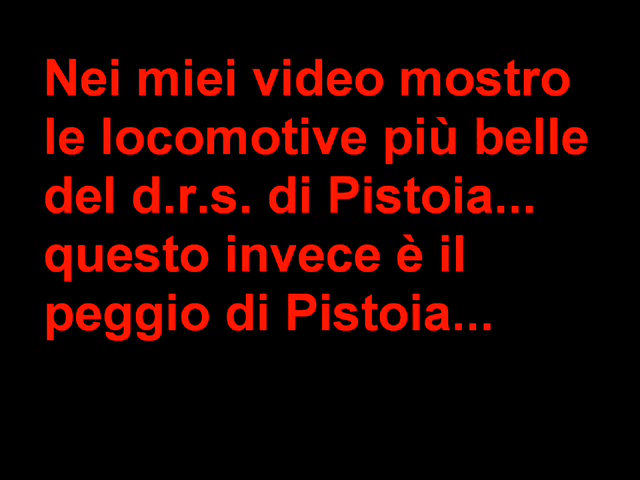 Nei miei video mostro
le locomotive più belle
del d.r.s. di Pistoia...
questo invece è il
peggio di Pistoia...